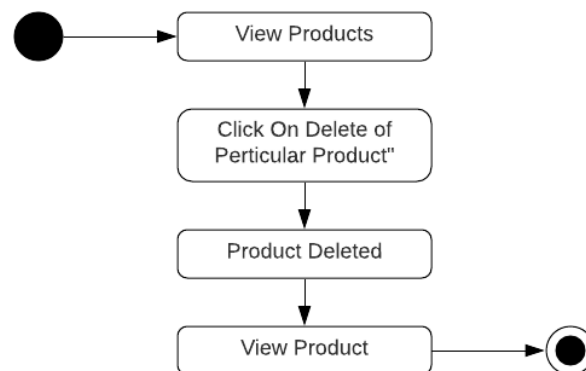 View Products
Click On Delete of
Perticular Product"
Product Deleted
View Product